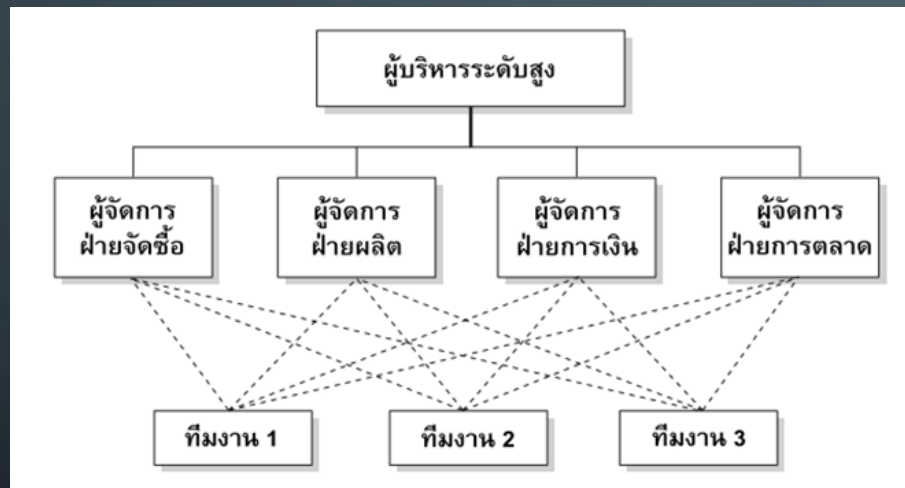 ผู้บริหารระดับสูง
ผู้จัดการ
ฝ่ายจัดซื้อ
ผู้จัดการ
ฝ่ายผลิต
ผู้จัดการ
ฝ่ายการเงิน
ผู้จัดการ
ฝ่ายการตลาด
ทีมงาน 1
ทีมงาน 2
ทีมงาน 3